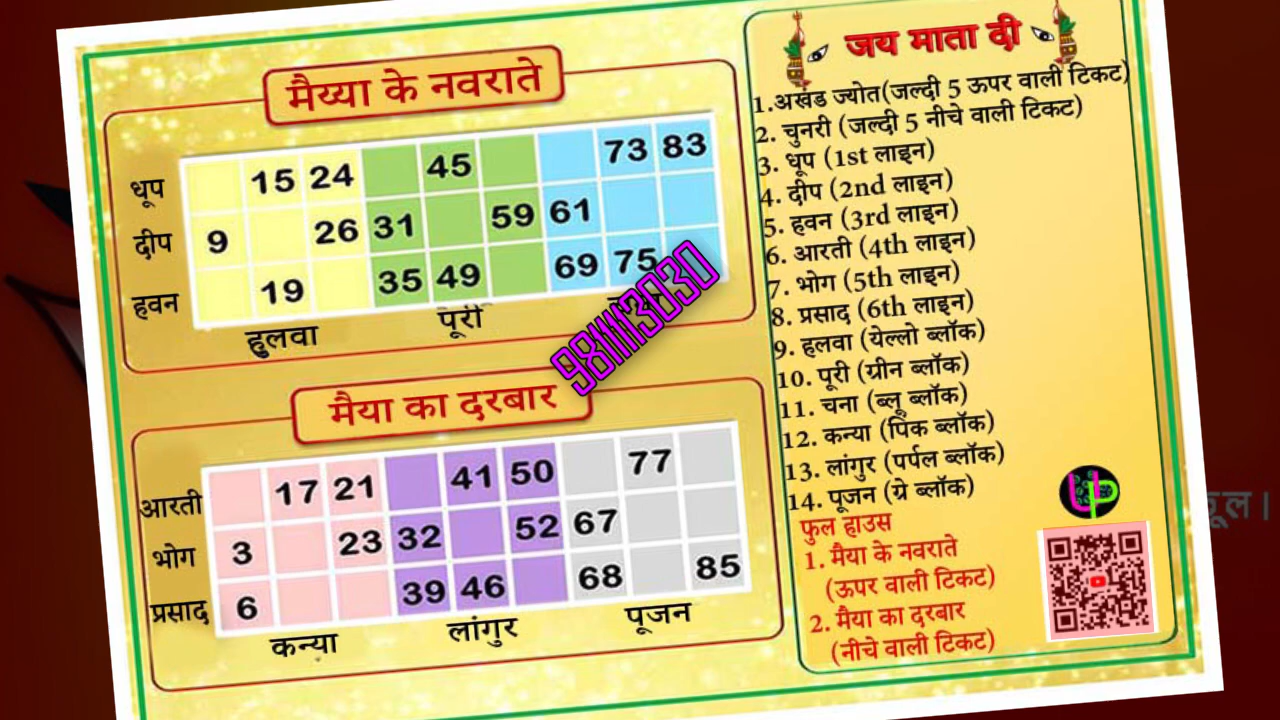 मैय्या के नवराते
धूप 15 24 45 73 83
दीप 9 26 31 59 61
हवन 19 35 49 69 75
हुलवा पूरी
9811113030
मैया का दरबार
आरती 17 21 41 50 77
भोग 3 23 32 52 67
प्रसाद 6 39 46 68 85
कन्या लांगुर पूजन
जय माता दी
1.अखंड ज्योत(जल्दी 5 ऊपर वाली टिकट)
2. चुनरी (जल्दी 5 नीचे वाली टिकट)
3. धूप (1st लाइन)
4. दीप (2nd लाइन)
5. हवन (3rd लाइन)
6. आरती (4th लाइन)
7. भोग (5th लाइन)
8. प्रसाद (6th लाइन)
9. हलवा (येल्लो ब्लॉक)
10. पूरी (ग्रीन ब्लॉक)
11. चना (ब्लू ब्लॉक)
12. कन्या (पिंक ब्लॉक)
13. लांगुर (पर्पल ब्लॉक)
14. पूजन (ग्रे ब्लॉक)
फुल हाउस
1. मैया के नवराते
(ऊपर वाली टिकट)
2. मैया का दरबार
(नीचे वाली टिकट)